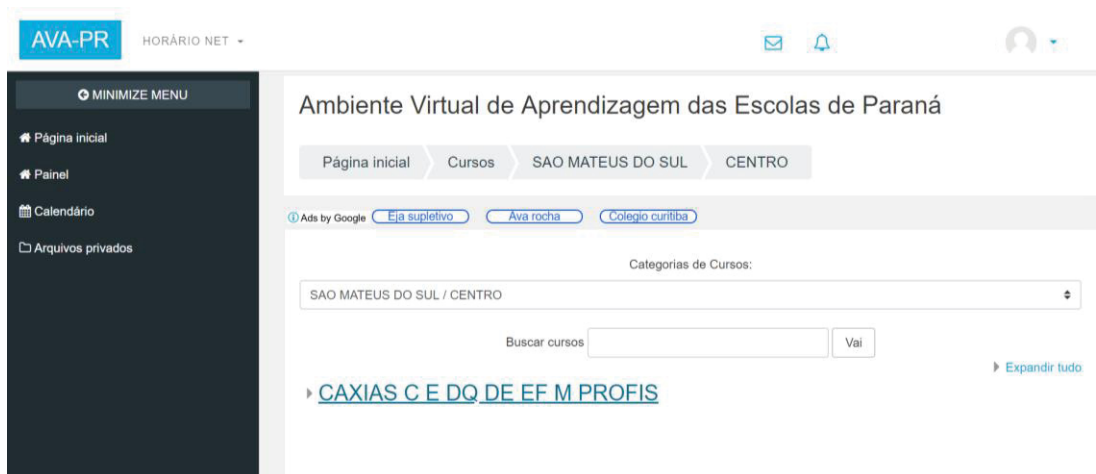 AVA-PR HORÁRIO NET
MINIMIZE MENU
Página inicial
Painel
Calendário
Arquivos privados
Ambiente Virtual de Aprendizagem das Escolas de Paraná
Página inicial Cursos SAO MATEUS DO SUL CENTRO
Ads by Google Eja supletivo Ava rocha Colegio curitiba
Categorias de Cursos:
SAO MATEUS DO SUL / CENTRO
Buscar cursos Vai
Expandir tudo
CAXIAS C E DQ DE EF M PROFIS